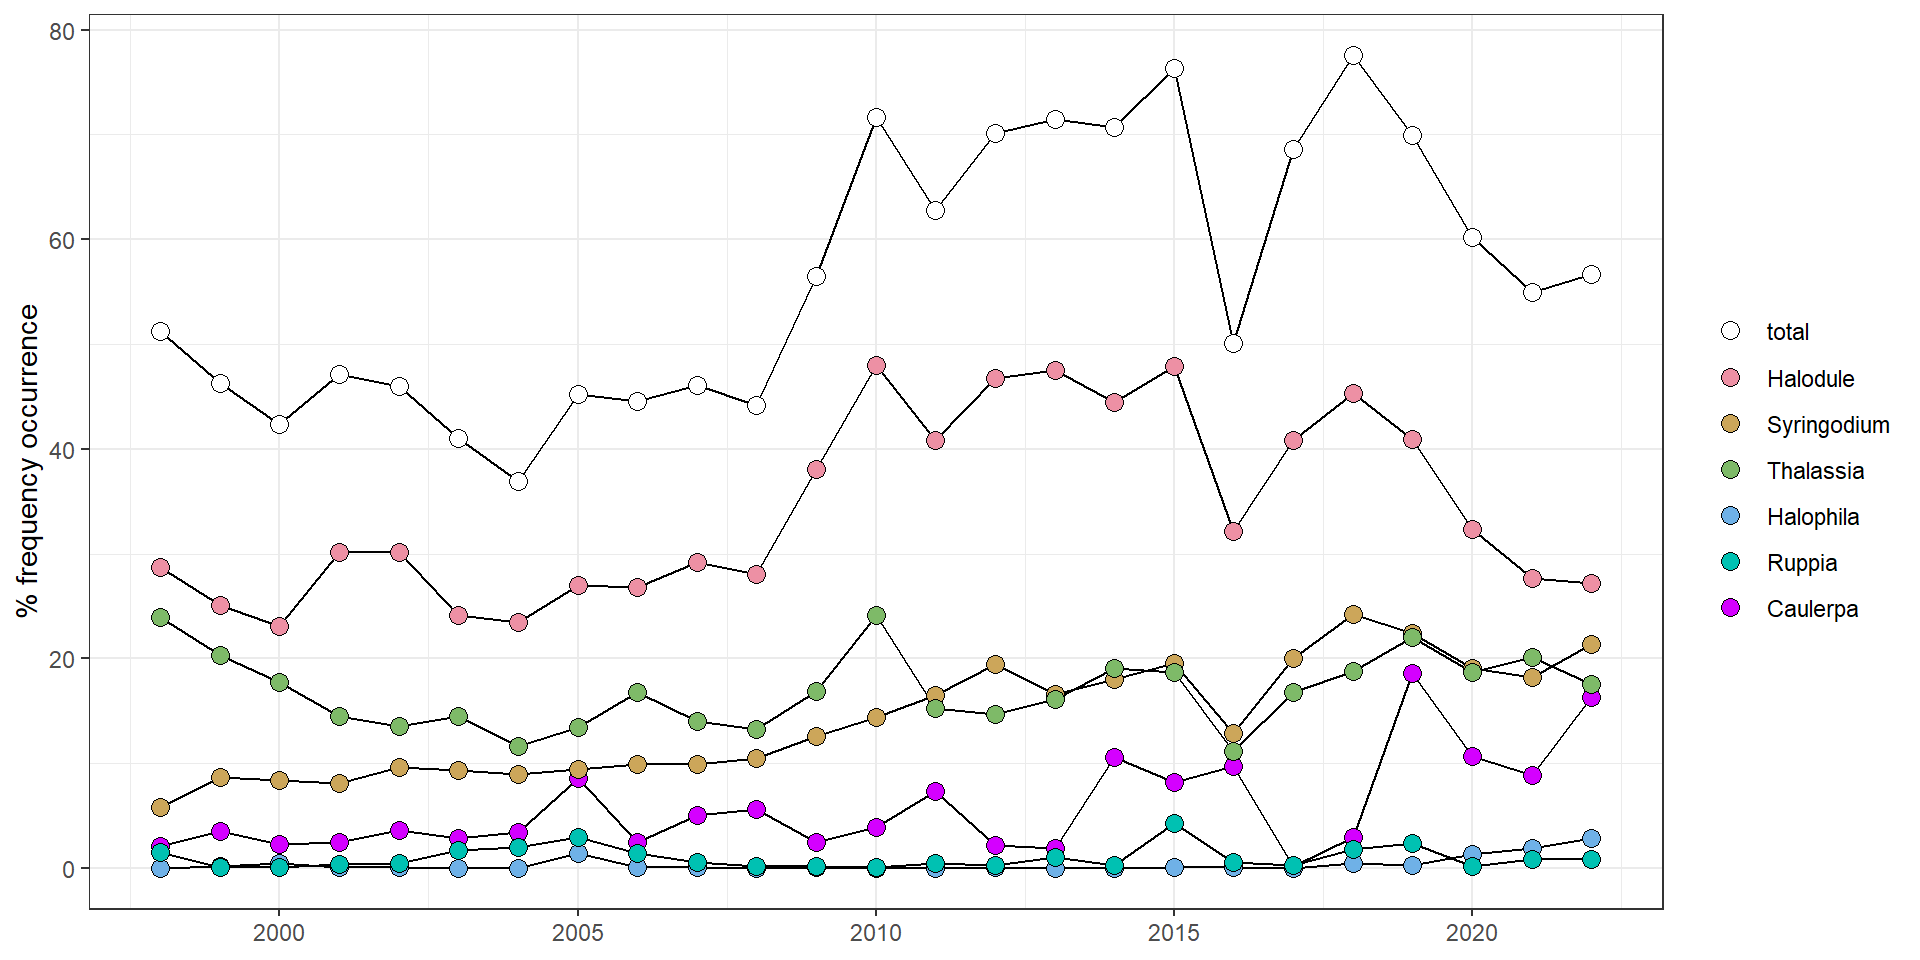 % frequency occurrence
80
60
40
20
0
2000
2005
2010
2015
2020
total
Halodule
Syringodium
Thalassia
Halophila
Ruppia
Caulerpa